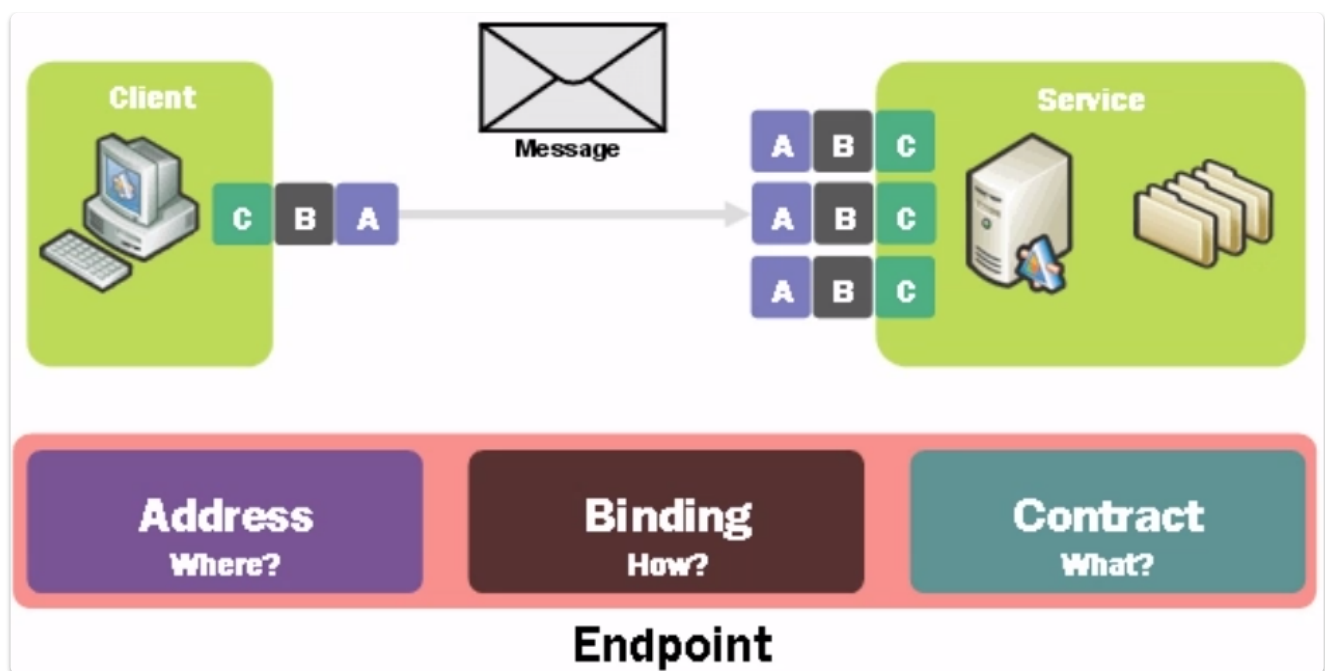 Client
Message
Service
A B C
C B A
A B C
A B C
Address
Where?
Binding
How?
Contract
What?
Endpoint